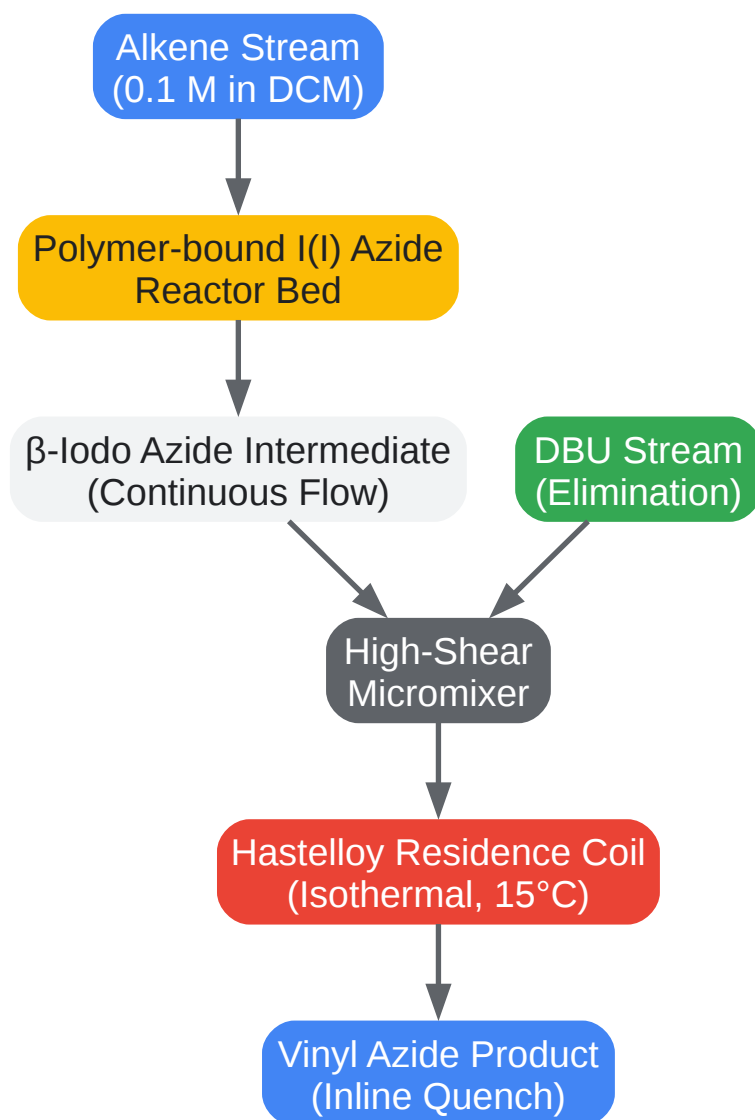 Alkene Stream
(0.1 M in DCM)
Polymer-bound I(I) Azide
Reactor Bed
β-Iodo Azide Intermediate
(Continuous Flow)
DBU Stream
(Elimination)
High-Shear
Micromixer
Hastelloy Residence Coil
(Isothermal, 15°C)
Vinyl Azide Product
(Inline Quench)